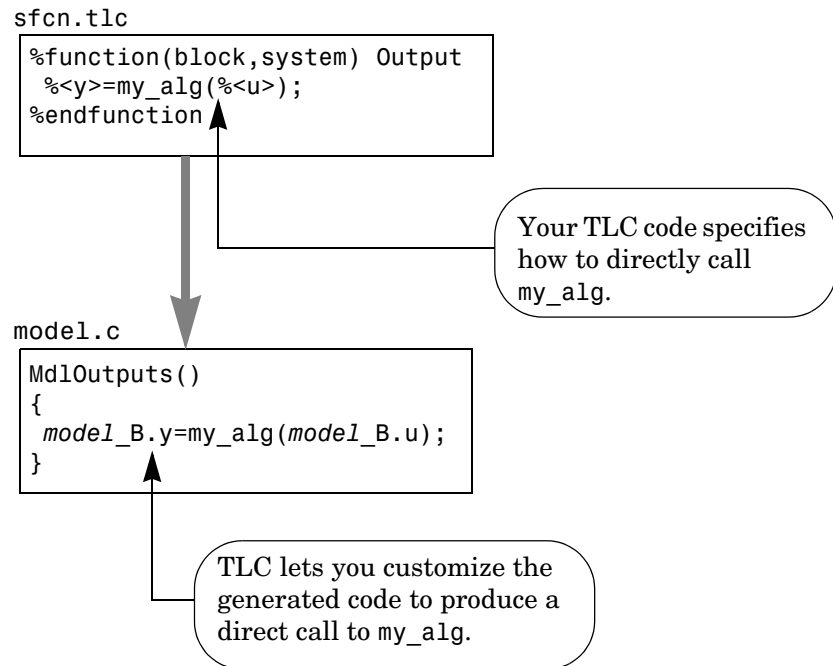 sfcn.tlc
%function(block,system) Output
%<y>=my_alg(%<u>);
%endfunction
Your TLC code specifies
how to directly call
my_alg.
model.c
MdlOutputs()
{
model_B.y=my_alg(model_B.u);
}
TLC lets you customize the
generated code to produce a
direct call to my_alg.